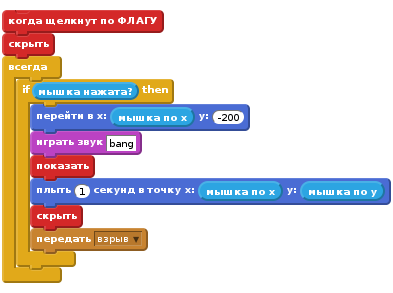 когда щелкнут по ФЛАГУ
скрыть
всегда
if мышка нажата? then
перейти в x: мышка по x y: -200
играть звук bang
показать
плыть 1 секунд в точку x: мышка по x y: мышка по y
скрыть
передать взрыв